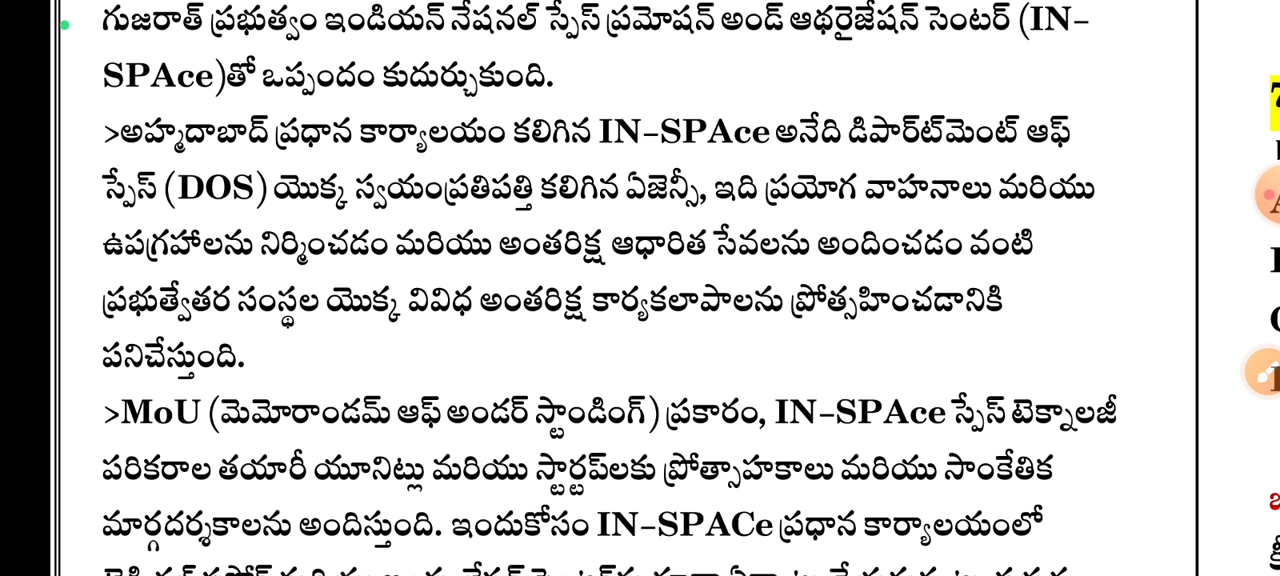 గుజరాత్ ప్రభుత్వం ఇండియన్ నేషనల్ స్పేస్ ప్రమోషన్ అండ్ ఆథరైజేషన్ సెంటర్ (IN-
SPAce)తో ఒప్పందం కుదుర్చుకుంది.
>అహ్మదాబాద్ ప్రధాన కార్యాలయం కలిగిన IN-SPAce అనేది డిపార్ట్‌మెంట్ ఆఫ్
స్పేస్ (DOS) యొక్క స్వయంప్రతిపత్తి కలిగిన ఏజెన్సీ, ఇది ప్రయోగ వాహనాలు మరియు
ఉపగ్రహాలను నిర్మించడం మరియు అంతరిక్ష ఆధారిత సేవలను అందించడం వంటి
ప్రభుత్వేతర సంస్థల యొక్క వివిధ అంతరిక్ష కార్యకలాపాలను ప్రోత్సహించడానికి
పనిచేస్తుంది.
>MoU (మెమోరాండమ్ ఆఫ్ అండర్ స్టాండింగ్) ప్రకారం, IN-SPAce స్పేస్ టెక్నాలజీ
పరికరాల తయారీ యూనిట్లు మరియు స్టార్టప్‌లకు ప్రోత్సాహకాలు మరియు సాంకేతిక
మార్గదర్శకాలను అందిస్తుంది. ఇందుకోసం IN-SPACe ప్రధాన కార్యాలయంలో